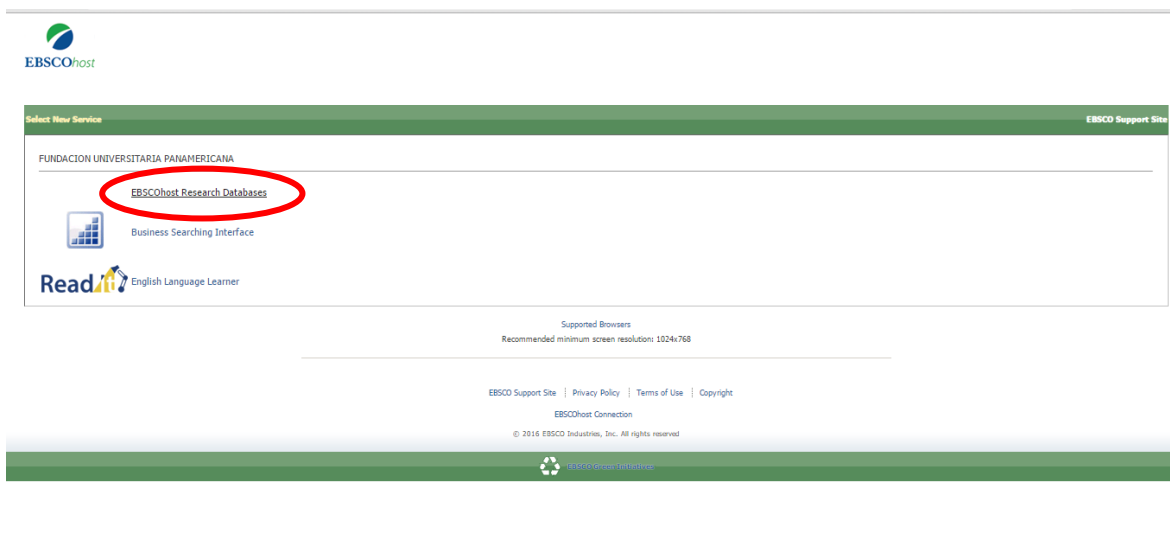 EBSCOhost
Select New Service EBSCO Support Site
FUNDACION UNIVERSITARIA PANAMERICANA
EBSCOhost Research Databases
Business Searching Interface
Read it English Language Learner
Supported Browsers
Recommended minimum screen resolution: 1024x768
EBSCO Support Site Privacy Policy Terms of Use Copyright
EBSCOhost Connection
© 2016 EBSCO Industries, Inc. All rights reserved
EBSCO GreenInitiatives